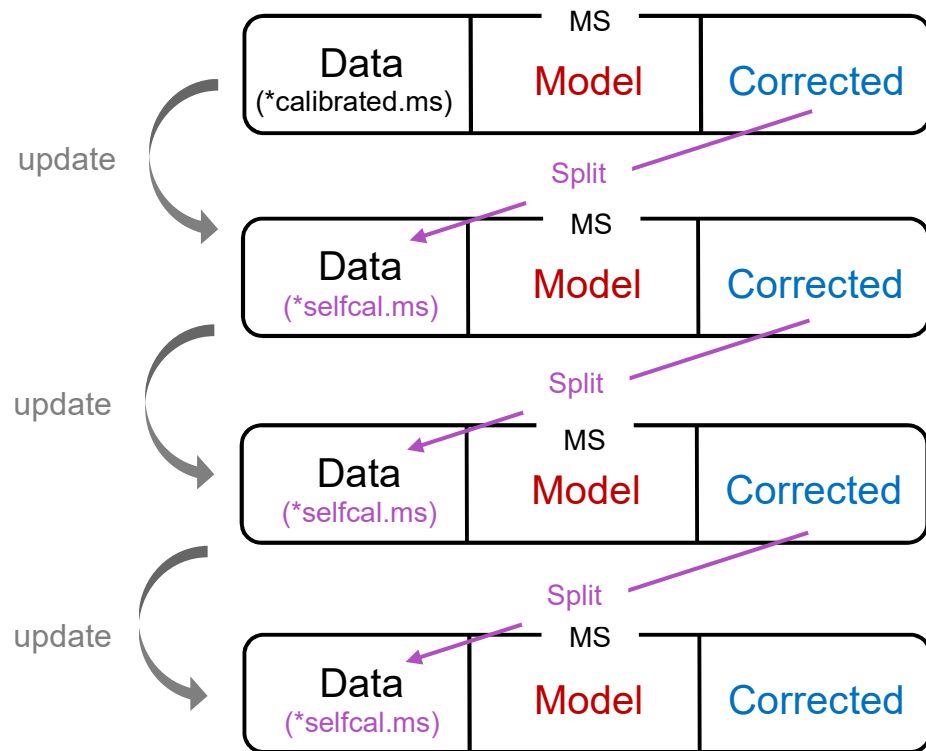 MS
Data
(*calibrated.ms)
Model
Corrected
update
Split
MS
Data
(*selfcal.ms)
Model
Corrected
update
Split
MS
Data
(*selfcal.ms)
Model
Corrected
update
Split
MS
Data
(*selfcal.ms)
Model
Corrected